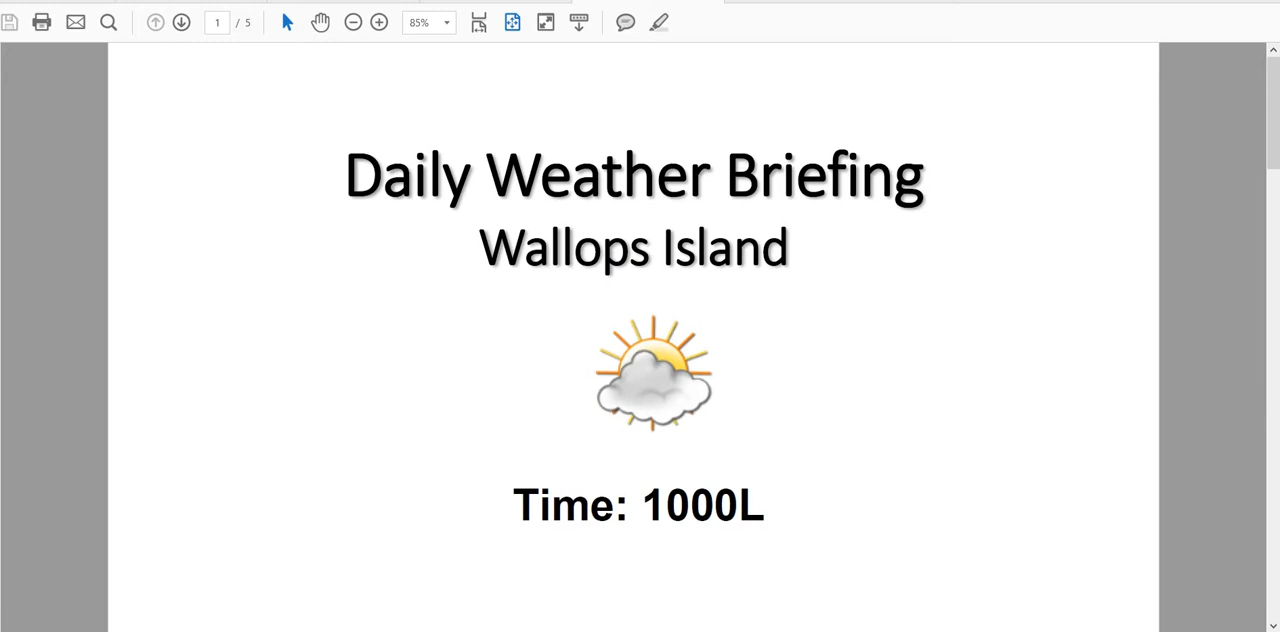 1 / 5
85%
Daily Weather Briefing
Wallops Island
Time: 1000L